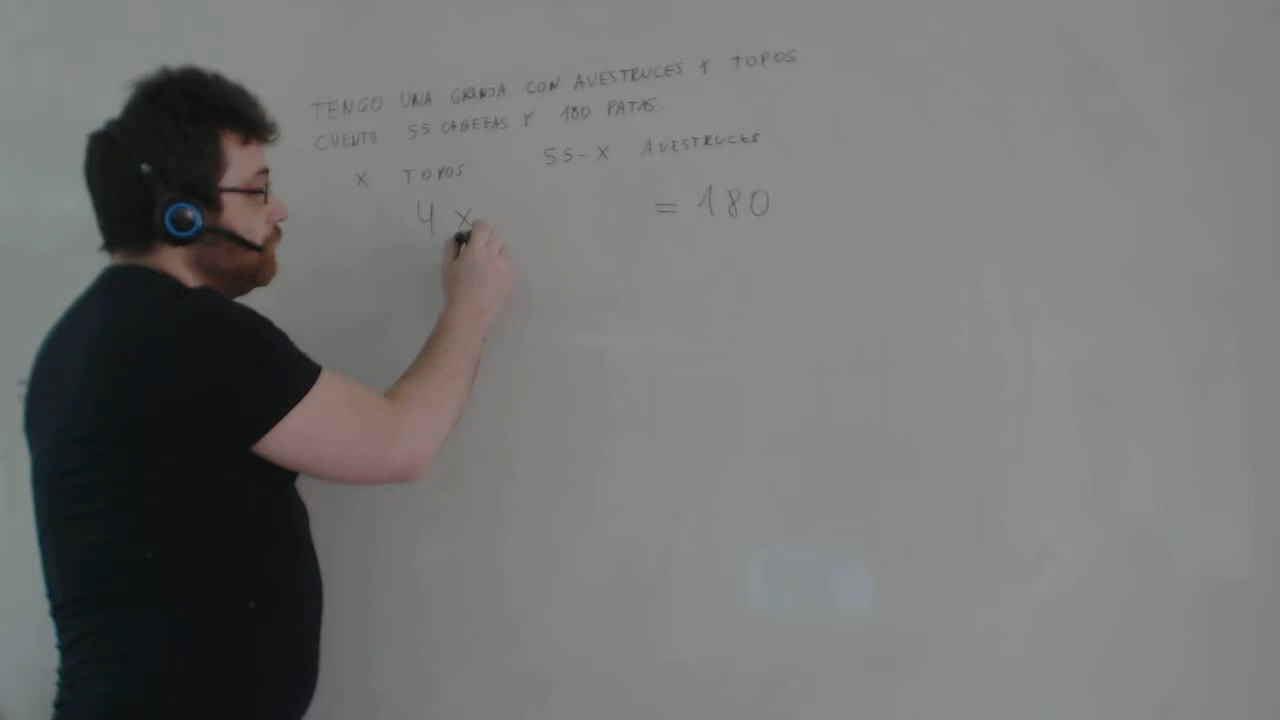 TENGO UNA GRANJA CON AVESTRUCES Y TOPOS
CUENTO 55 CABEZAS Y 180 PATAS.
X TOPOS 55-X AVESTRUCES
4 · X = 180